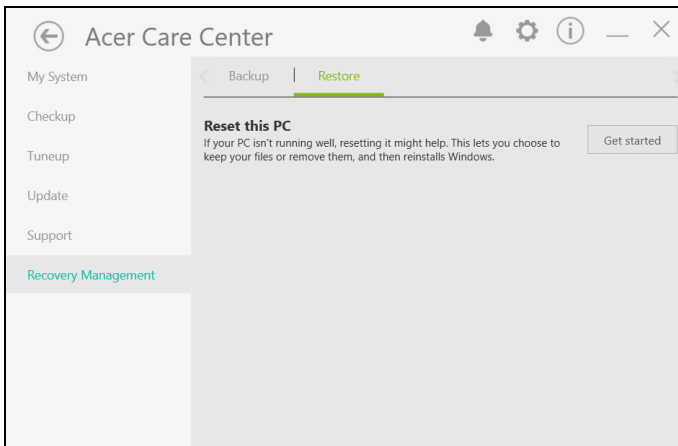 Acer Care Center
My System
Checkup
Tuneup
Update
Support
Recovery Management
Backup
Restore
Reset this PC
If your PC isn't running well, resetting it might help. This lets you choose to
keep your files or remove them, and then reinstalls Windows.
Get started